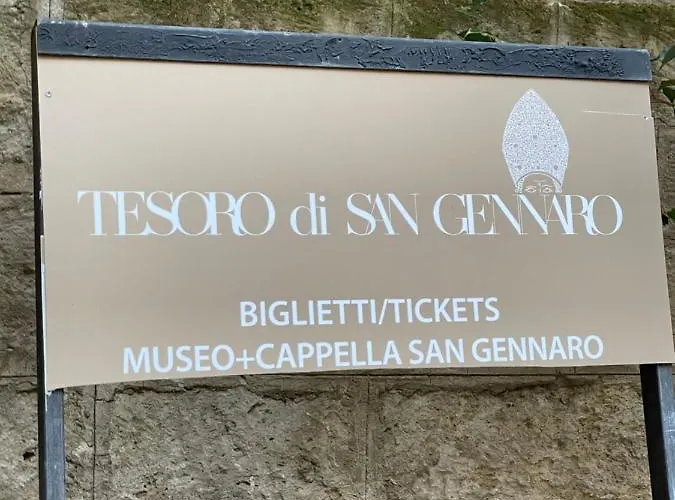 TESORO di SAN GENNARO
BIGLIETTI/TICKETS
MUSEO+CAPPELLA SAN GENNARO